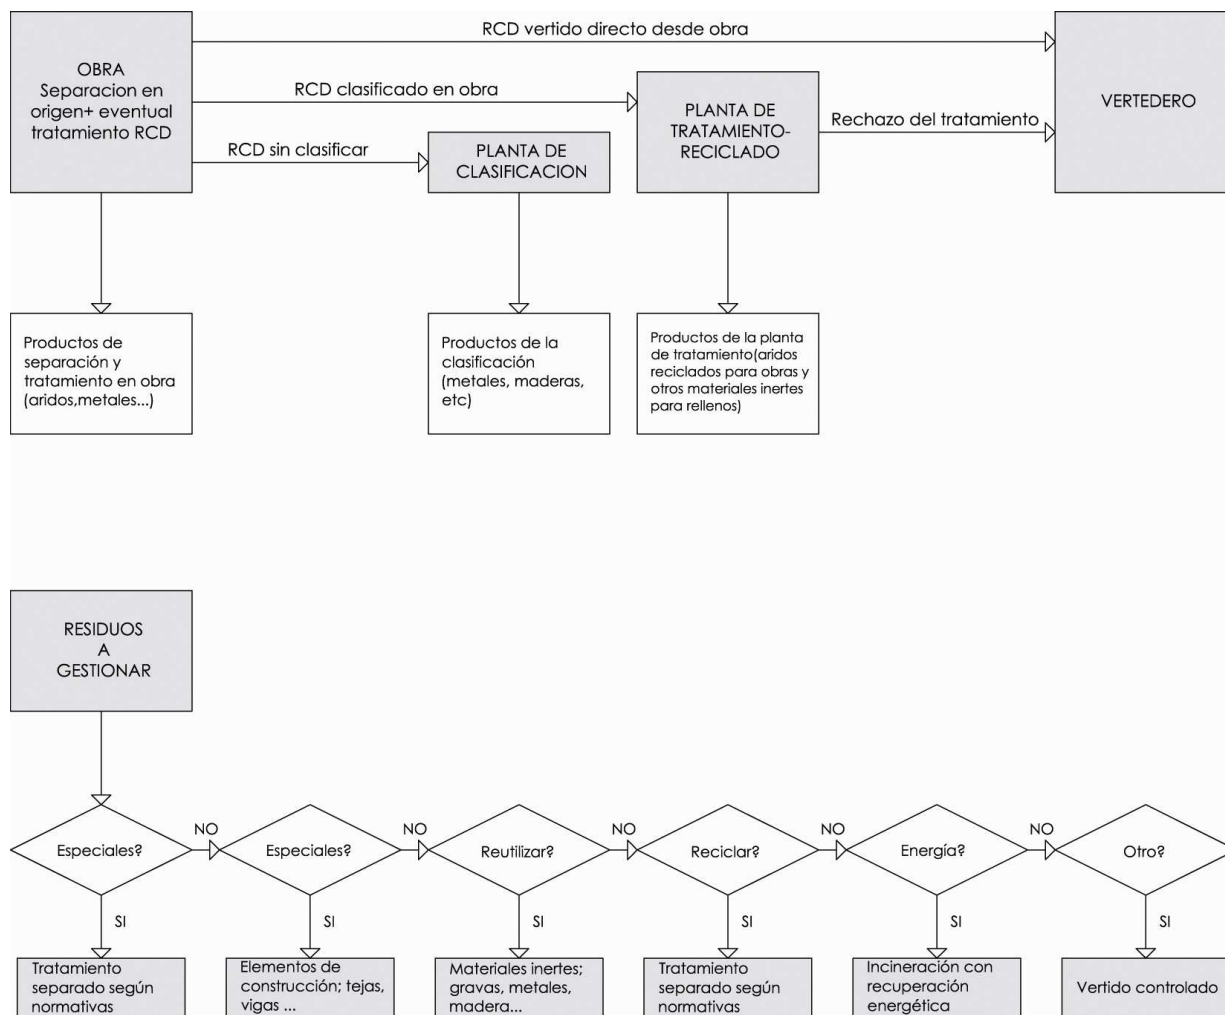 OBRA
Separacion en
origen+ eventual
tratamiento RCD
RCD vertido directo desde obra
VERTEDERO
RCD clasificado en obra
PLANTA DE
TRATAMIENTO-
RECICLADO
Rechazo del tratamiento
RCD sin clasificar
PLANTA DE
CLASIFICACION
Productos de
separación y
tratamiento en obra
(aridos,metales...)
Productos de la
clasificación
(metales, maderas,
etc)
Productos de la planta
de tratamiento(aridos
reciclados para obras y
otros materiales inertes
para rellenos)
RESIDUOS
A
GESTIONAR
Especiales?
NO
Especiales?
NO
Reutilizar?
NO
Reciclar?
NO
Energía?
NO
Otro?
SI
SI
SI
SI
SI
SI
Tratamiento
separado según
normativas
Elementos de
construcción; tejas,
vigas ...
Materiales inertes;
gravas, metales,
madera...
Tratamiento
separado según
normativas
Incineración con
recuperación
energética
Vertido controlado